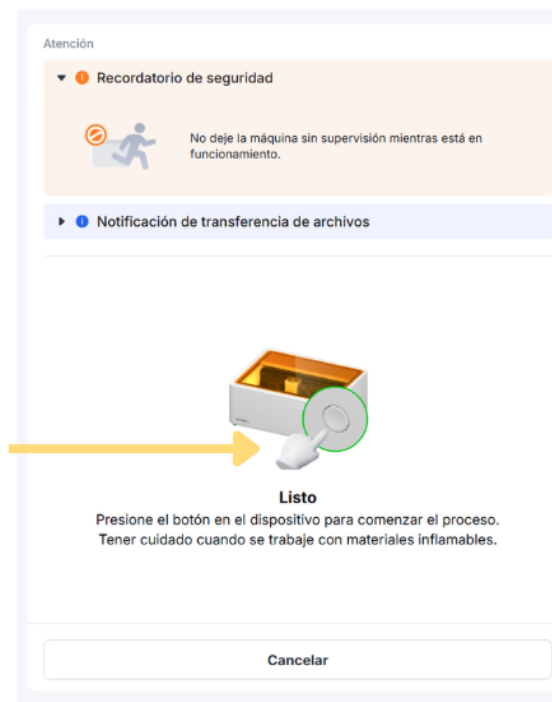 Atención
Recordatorio de seguridad
No deje la máquina sin supervisión mientras está en
funcionamiento.
Notificación de transferencia de archivos
Listo
Presione el botón en el dispositivo para comenzar el proceso.
Tener cuidado cuando se trabaje con materiales inflamables.
Cancelar